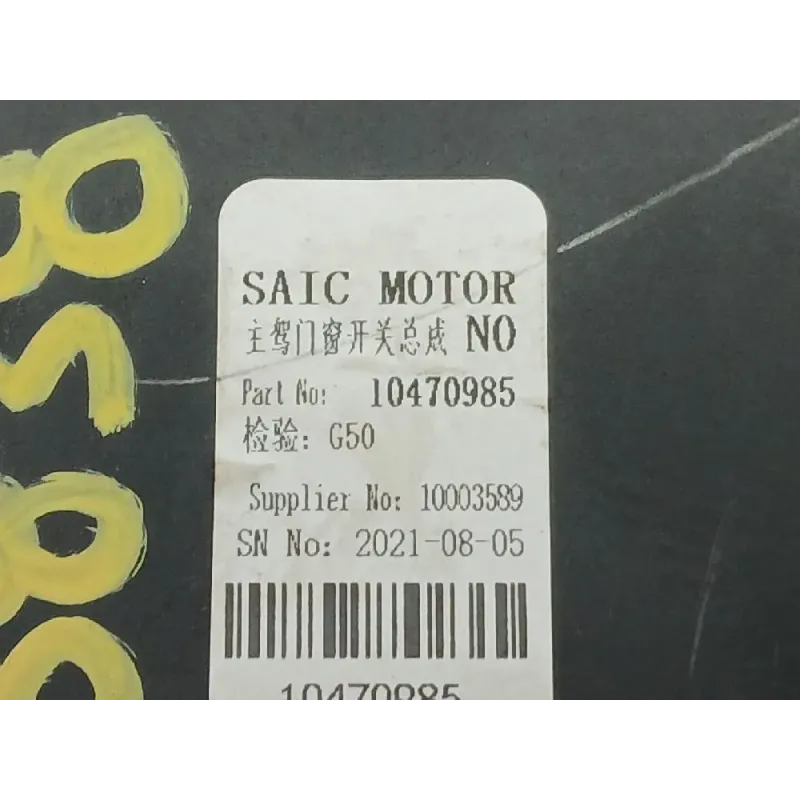 SAIC MOTOR
主驾门窗开关总成 NO
Part No: 10470985
检验: G50
Supplier No: 10003589
SN No: 2021-08-05
10470985